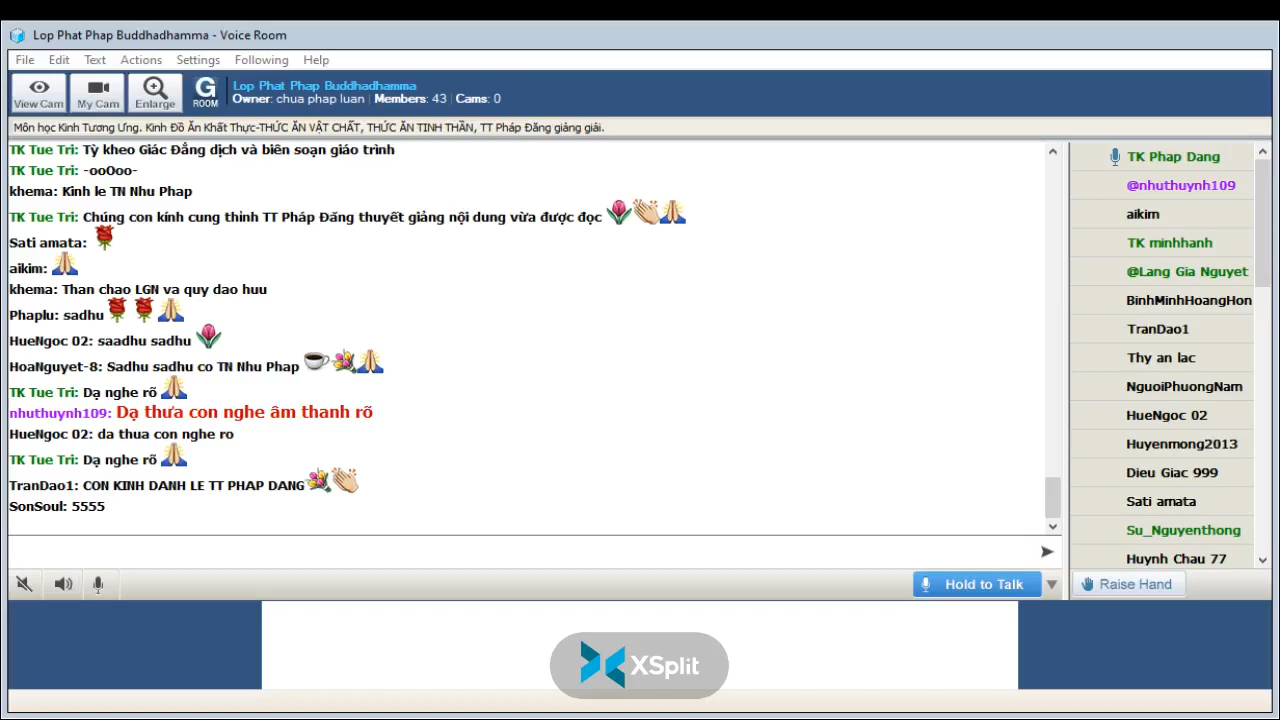 Lop Phat Phap Buddhadhamma - Voice Room
File Edit Text Actions Settings Following Help
View Cam My Cam Enlarge G ROOM
Lop Phat Phap Buddhadhamma
Owner: chua phap luan | Members: 43 | Cams: 0
Môn học Kinh Tương Ưng. Kinh Đồ Ăn Khất Thực-THỨC ĂN VẬT CHẤT, THỨC ĂN TINH THẦN, TT Pháp Đăng giảng giải.
TK Tue Tri: Tỳ kheo Giác Đẳng dịch và biên soạn giáo trình
TK Tue Tri: -ooOoo-
khema: Kinh le TN Nhu Phap
TK Tue Tri: Chúng con kính cung thỉnh TT Pháp Đăng thuyết giảng nội dung vừa được đọc
Sati amata:
aikim:
khema: Than chao LGN va quy dao huu
Phaplu: sadhu
HueNgoc 02: saadhu sadhu
HoaNguyet-8: Sadhu sadhu co TN Nhu Phap
TK Tue Tri: Dạ nghe rõ
nhuthuynh109: Dạ thưa con nghe âm thanh rõ
HueNgoc 02: da thua con nghe ro
TK Tue Tri: Dạ nghe rõ
TranDao1: CON KINH DANH LE TT PHAP DANG
SonSoul: 5555
Hold to Talk
TK Phap Dang
@nhuthuynh109
aikim
TK minhhanh
@Lang Gia Nguyet
BinhMinhHoangHon
TranDao1
Thy an lac
NguoiPhuongNam
HueNgoc 02
Huyenmong2013
Dieu Giac 999
Sati amata
Su_Nguyenthong
Huynh Chau 77
Raise Hand
XSplit